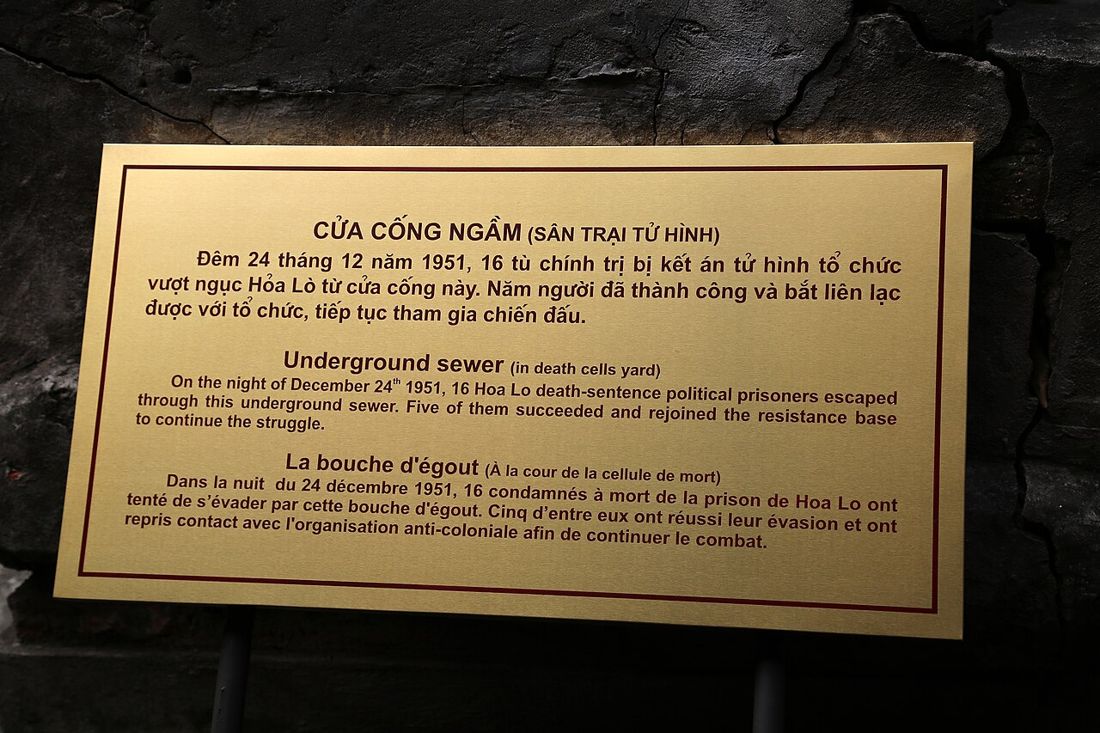 CỬA CỐNG NGẦM (SÂN TRẠI TỬ HÌNH)
Đêm 24 tháng 12 năm 1951, 16 tù chính trị bị kết án tử hình tổ chức
vượt ngục Hỏa Lò từ cửa cống này. Năm người đã thành công và bắt liên lạc
được với tổ chức, tiếp tục tham gia chiến đấu.
Underground sewer (in death cells yard)
On the night of December 24th 1951, 16 Hoa Lo death-sentence political prisoners escaped
through this underground sewer. Five of them succeeded and rejoined the resistance base
to continue the struggle.
La bouche d'égout (À la cour de la cellule de mort)
Dans la nuit du 24 décembre 1951, 16 condamnés à mort de la prison de Hoa Lo ont
tenté de s’évader par cette bouche d'égout. Cinq d’entre eux ont réussi leur évasion et ont
repris contact avec l'organisation anti-coloniale afin de continuer le combat.